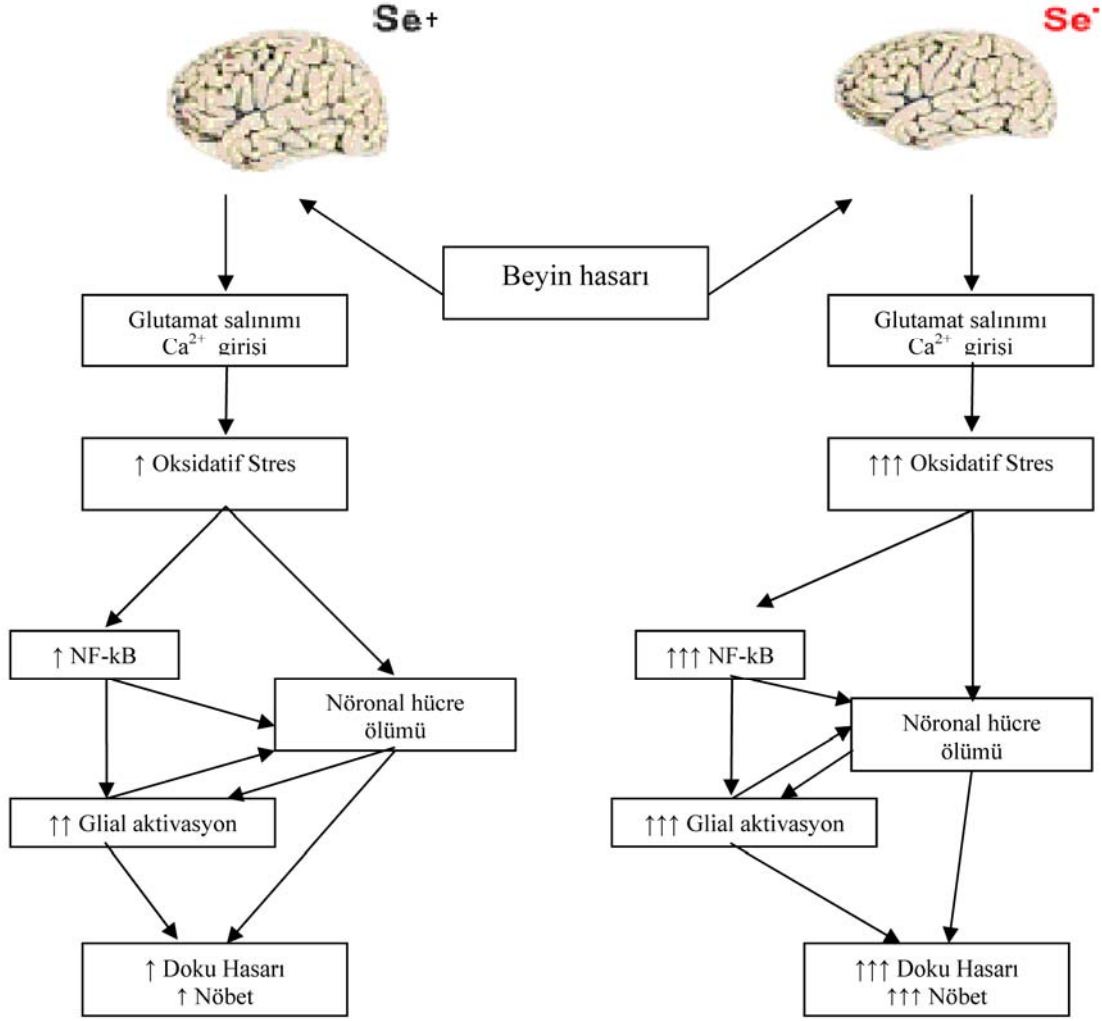 Se+
Se-
Beyin hasarı
Glutamat salınımı
Ca²⁺ girisi
↑ Oksidatif Stres
↑ NF-kB
Nöronal hücre
ölümü
↑↑ Glial aktivasyon
↑ Doku Hasarı
↑ Nöbet
Glutamat salınımı
Ca²⁺ girisi
↑↑↑ Oksidatif Stres
↑↑↑ NF-kB
Nöronal hücre
ölümü
↑↑↑ Glial aktivasyon
↑↑↑ Doku Hasarı
↑↑↑ Nöbet